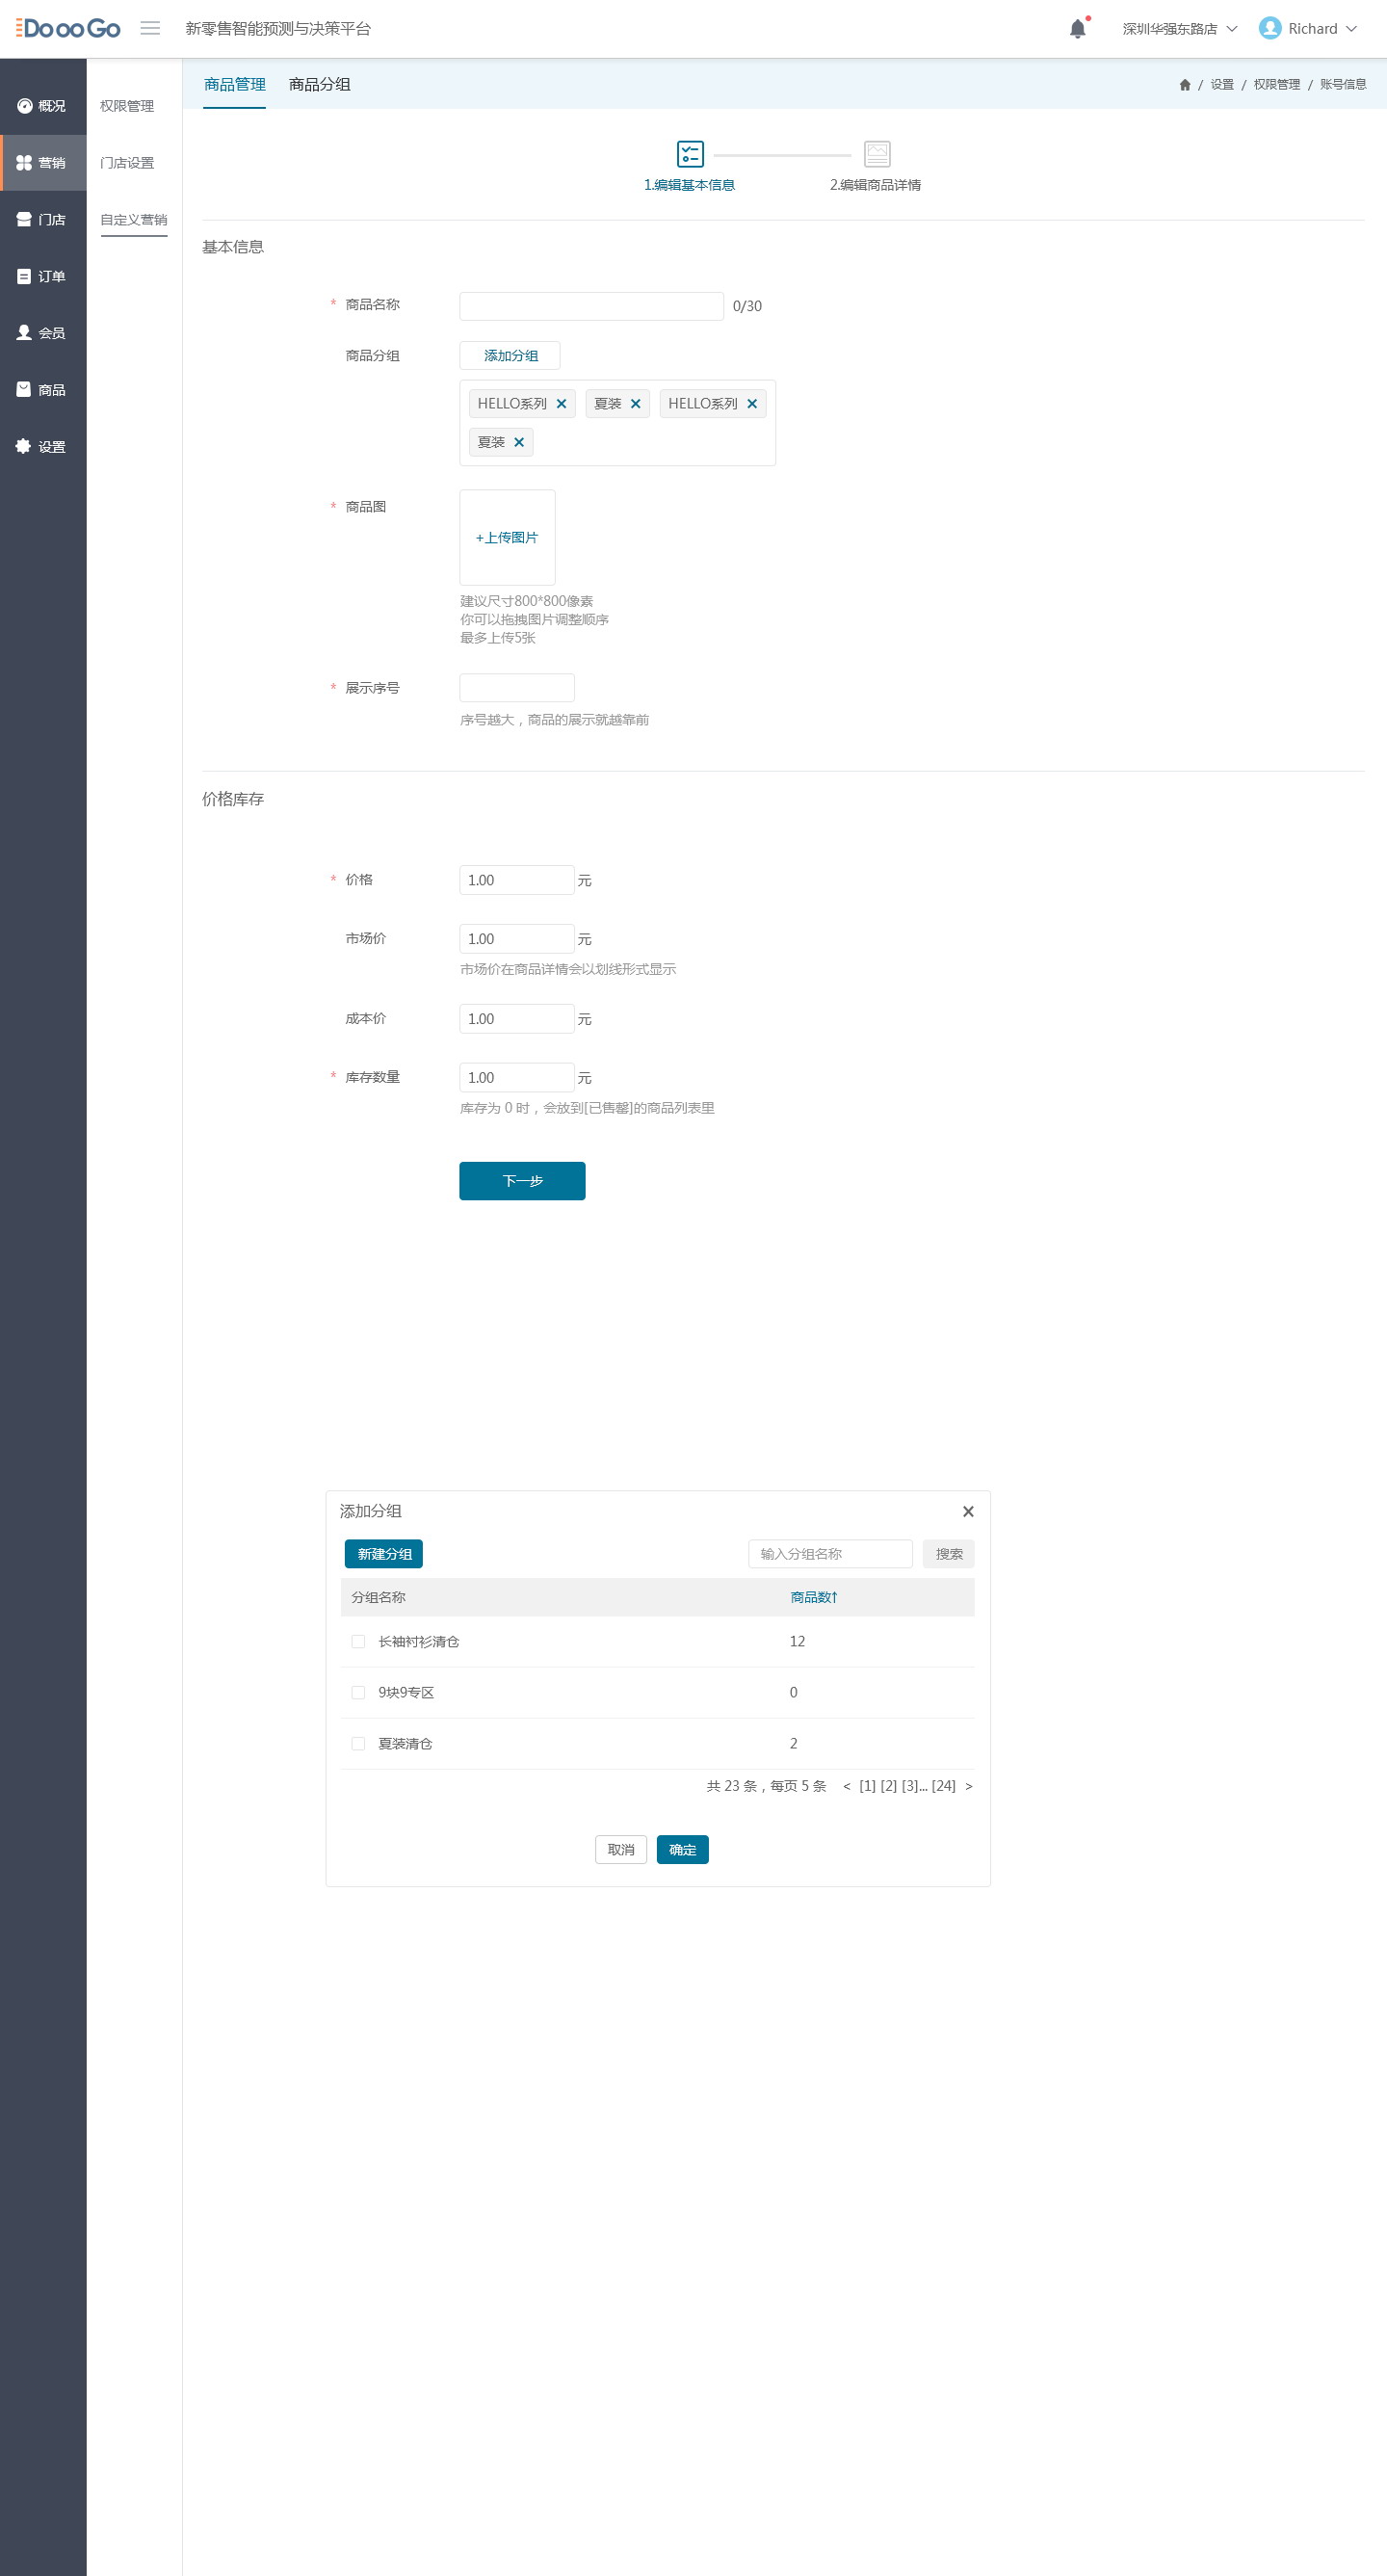 DoooGo 新零售智能预测与决策平台 深圳华强东路店 Richard
商品管理 商品分组 / 设置 / 权限管理 / 账号信息
概况
营销
门店
订单
会员
商品
设置
权限管理
门店设置
自定义营销
1.编辑基本信息 2.编辑商品详情
基本信息
* 商品名称 0/30
商品分组 添加分组
HELLO系列 × 夏装 × HELLO系列 ×
夏装 ×
* 商品图 +上传图片
建议尺寸800*800像素
你可以拖拽图片调整顺序
最多上传5张
* 展示序号
序号越大，商品的展示就越靠前
价格库存
* 价格 1.00 元
市场价 1.00 元
市场价在商品详情会以划线形式显示
成本价 1.00 元
* 库存数量 1.00 元
库存为 0 时，会放到[已售罄]的商品列表里
下一步
添加分组 ×
新建分组 输入分组名称 搜索
分组名称 商品数↑
长袖衬衫清仓 12
9块9专区 0
夏装清仓 2
共 23 条，每页 5 条 < [1] [2] [3]... [24] >
取消 确定